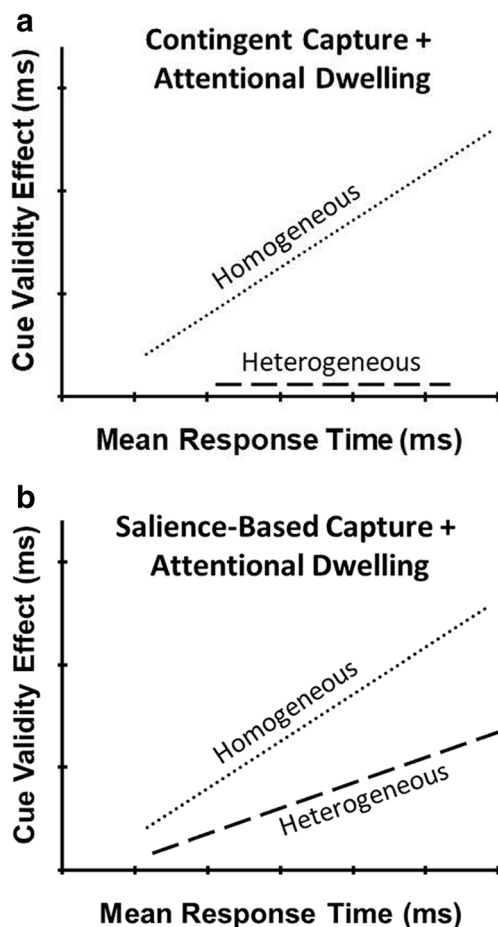 a
Contingent Capture +
Attentional Dwelling
Cue Validity Effect (ms)
Homogeneous
Heterogeneous
Mean Response Time (ms)
b
Salience-Based Capture +
Attentional Dwelling
Cue Validity Effect (ms)
Homogeneous
Heterogeneous
Mean Response Time (ms)